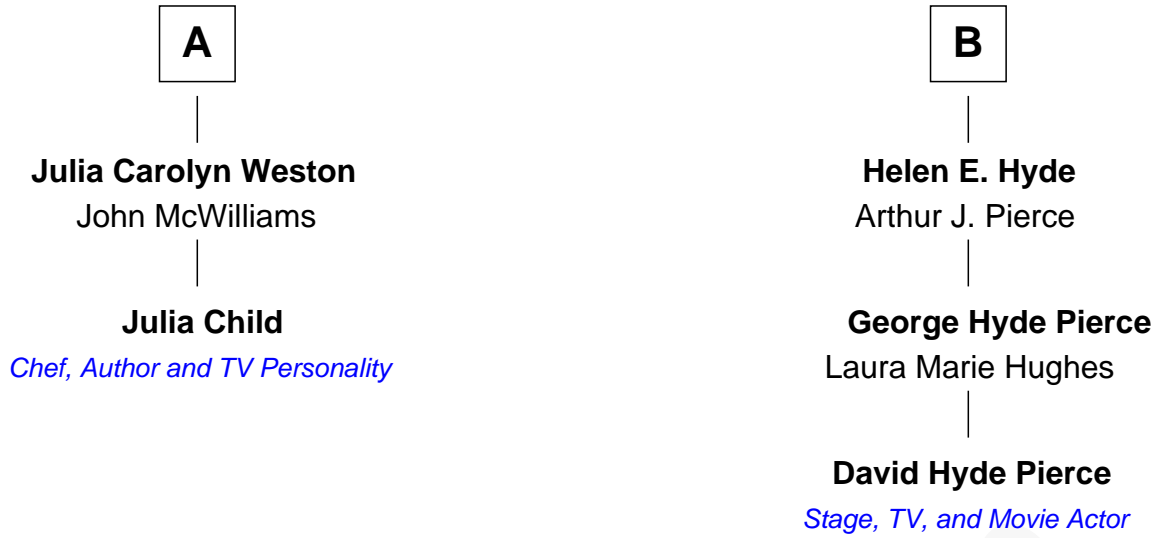 A
Julia Carolyn Weston
John McWilliams
Julia Child
Chef, Author and TV Personality
B
Helen E. Hyde
Arthur J. Pierce
George Hyde Pierce
Laura Marie Hughes
David Hyde Pierce
Stage, TV, and Movie Actor